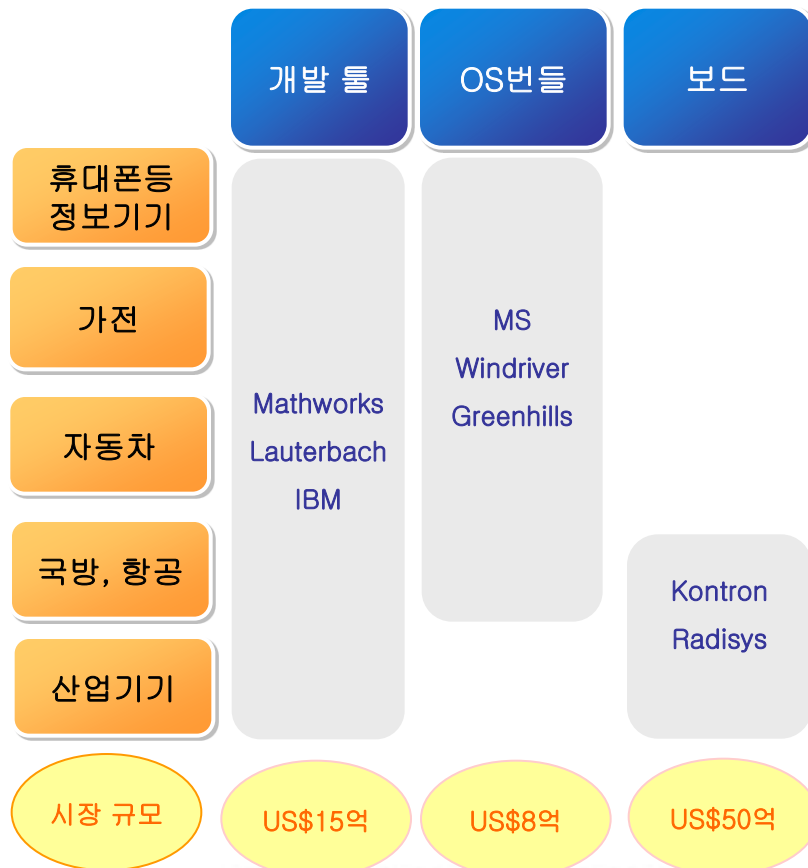 개발 툴
OS번들
보드
휴대폰등
정보기기
가전
자동차
국방, 항공
산업기기
Mathworks
Lauterbach
IBM
MS
Windriver
Greenhills
Kontron
Radisys
시장 규모
US$15억
US$8억
US$50억